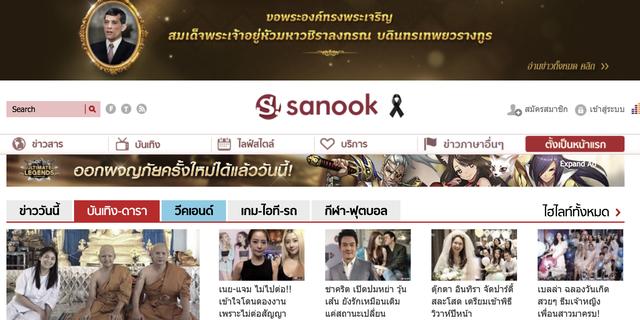 ขอพระองค์ทรงพระเจริญ
สมเด็จพระเจ้าอยู่หัวมหาวชิราลงกรณ บดินทรเทพยวรางกูร
อ่านข่าวทั้งหมด คลิก >>
Search
S! sanook
สมัครสมาชิก
เข้าสู่ระบบ
ข่าวสาร
บันเทิง
ไลฟ์สไตล์
บริการ
ข่าวภาษาอื่นๆ
ตั้งเป็นหน้าแรก
ULTIMATE LEGENDS
ออกผจญภัยครั้งใหม่ได้แล้ววันนี้!
Expand Ad
ข่าววันนี้
บันเทิง-ดารา
วีคเอนด์
เกม-ไอที-รถ
กีฬา-ฟุตบอล
ไฮไลท์ทั้งหมด >
เนย-แจม ไม่ไปต่อ!!
เข้าใจโดนดองงาน
เพราะไม่ต่อสัญญา
ชาคริต เปิดปมหย่า วุ้น
เส้น ยังรักเหมือนเดิม
แค่สถานะเปลี่ยน
ตุ๊กตา อินทิรา จัดปาร์ตี้
สละโสด เตรียมเข้าพิธี
วิวาห์ปีหน้า
เบลล่า ฉลองวันเกิด
สวยๆ ธีมเจ้าหญิง
เพื่อนสาวมาครบ!